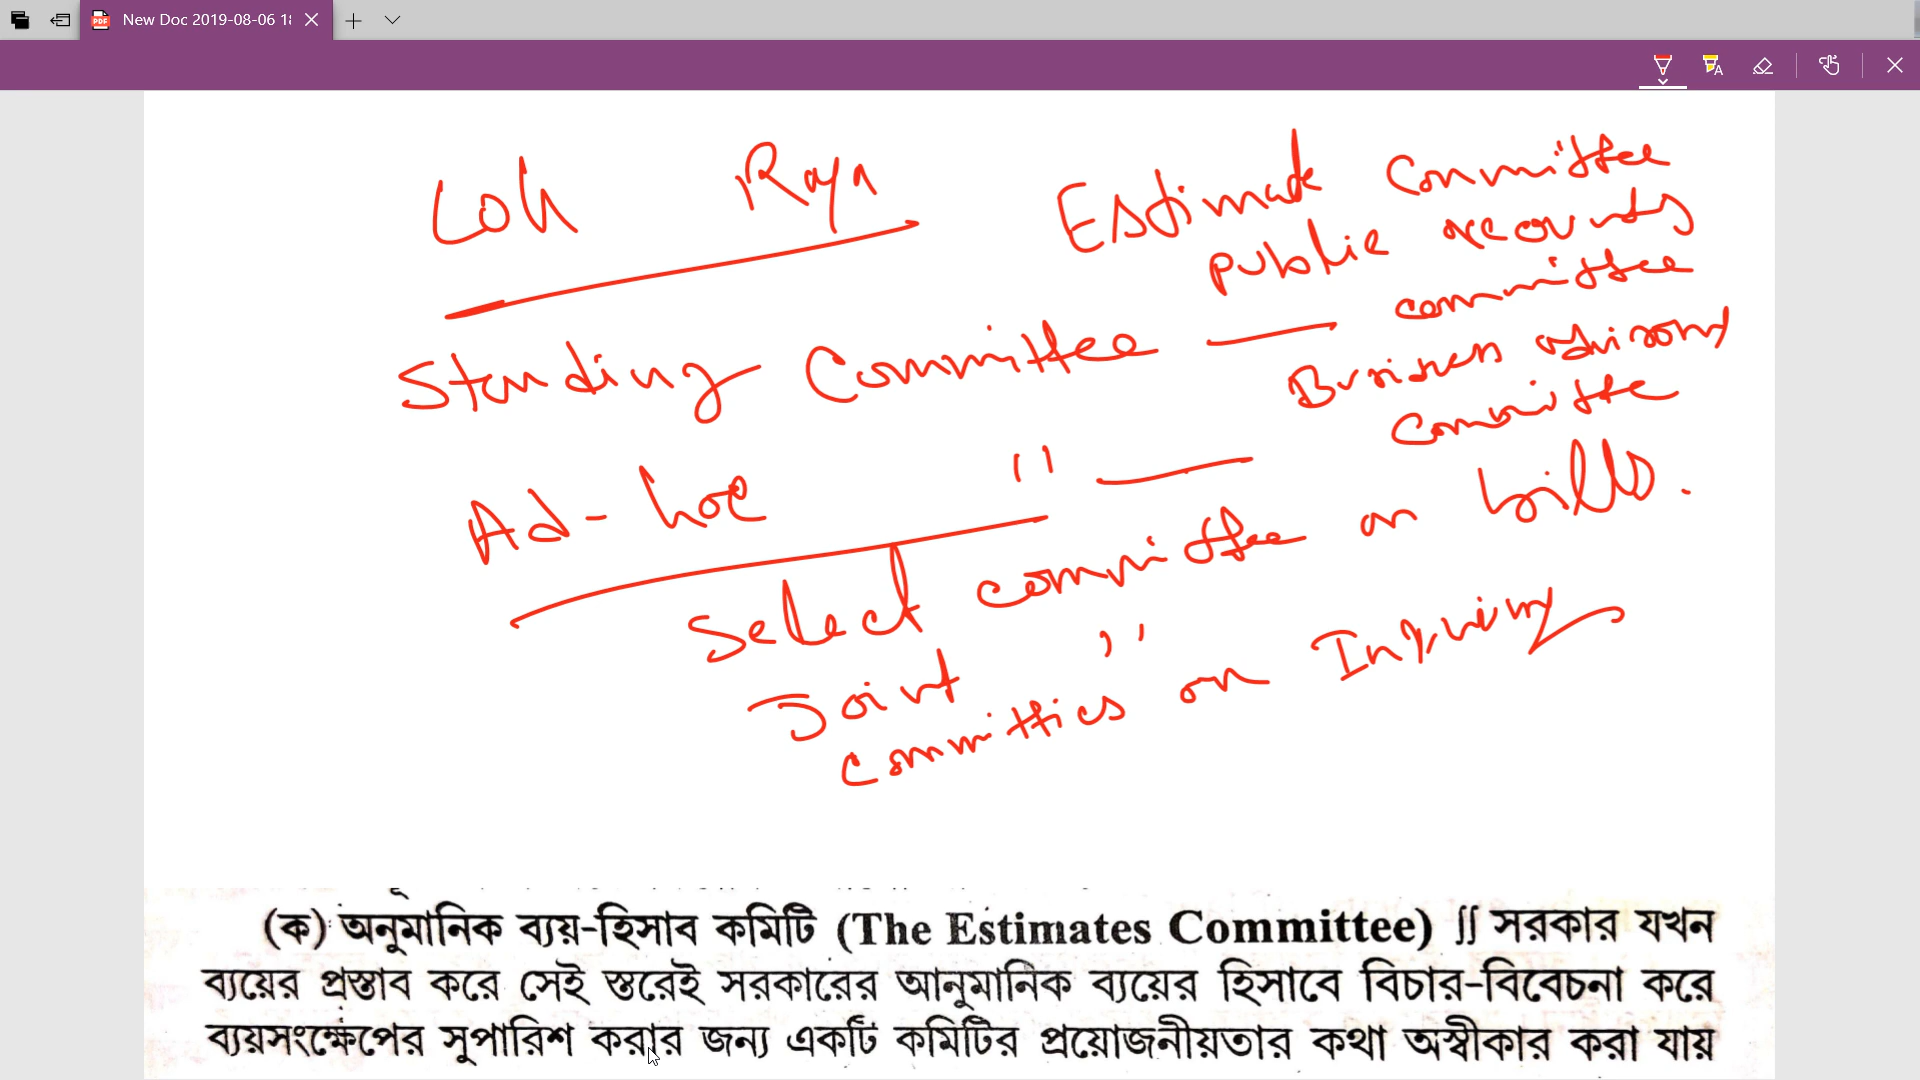 New Doc 2019-08-06 18
Lok Raja
Standing Committee — Estimate Committee
public accounts
committee
Business advisory
committee
Ad-hoc " —
Select committee on bills.
Joint "
Committies on Inquiry
(ক) অনুমানিক ব্যয়-হিসাব কমিটি (The Estimates Committee) ॥ সরকার যখন
ব্যয়ের প্রস্তাব করে সেই স্তরেই সরকারের আনুমানিক ব্যয়ের হিসাবে বিচার-বিবেচনা করে
ব্যয়সংক্ষেপের সুপারিশ করার জন্য একটি কমিটির প্রয়োজনীয়তার কথা অস্বীকার করা যায়